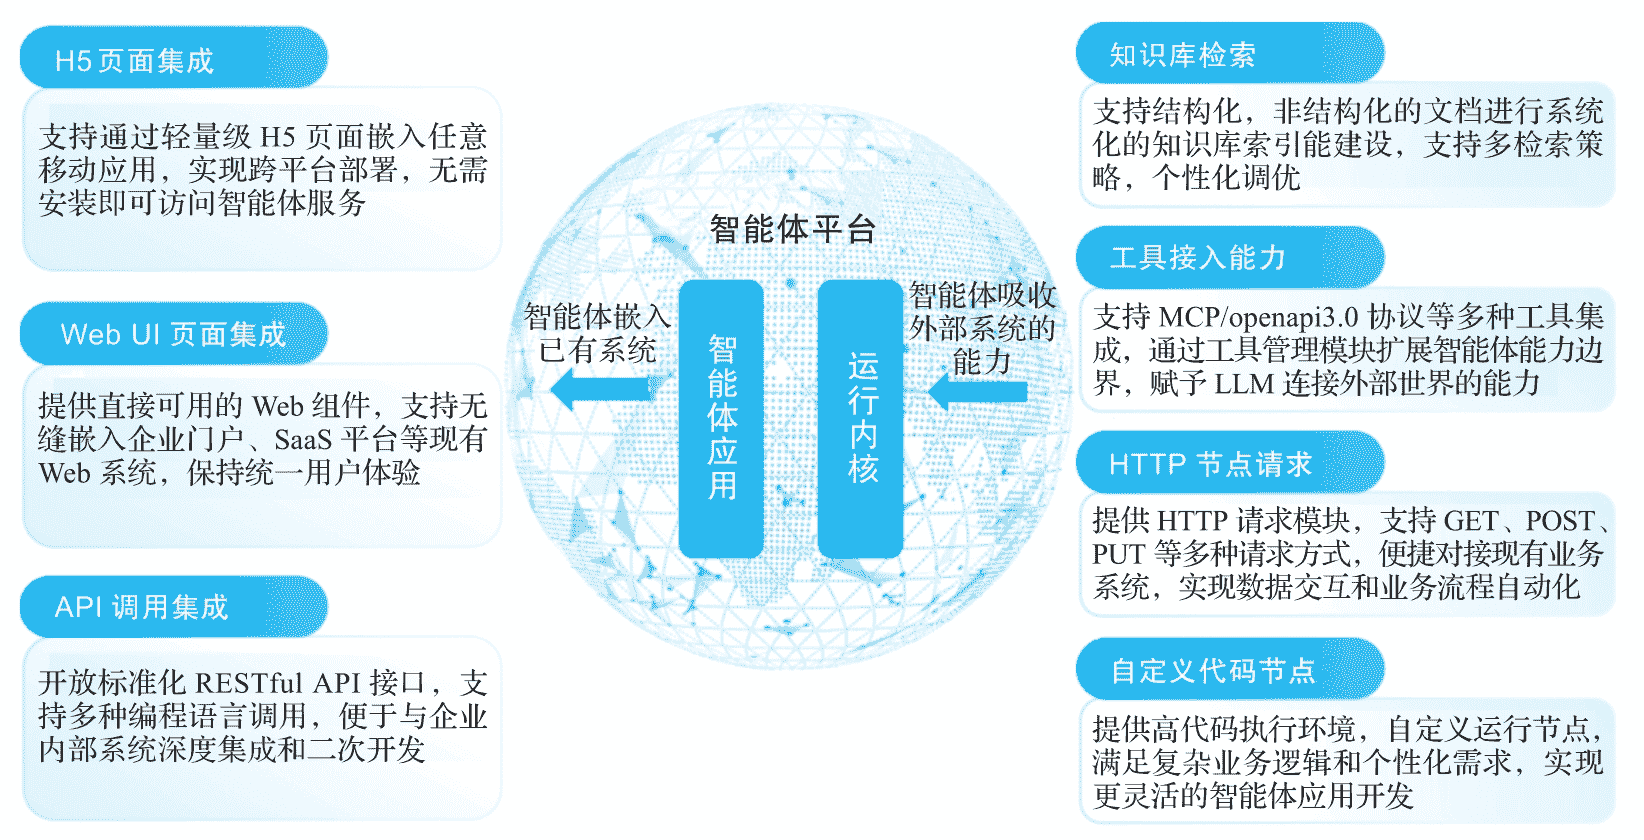 H5页面集成
支持通过轻量级 H5 页面嵌入任意
移动应用，实现跨平台部署，无需
安装即可访问智能体服务
Web UI 页面集成
提供直接可用的 Web 组件，支持无
缝嵌入企业门户、SaaS 平台等现有
Web 系统，保持统一用户体验
API 调用集成
开放标准化 RESTful API 接口，支
持多种编程语言调用，便于与企业
内部系统深度集成和二次开发
智能体平台
智能体嵌入
已有系统
智能体应用
运行内核
智能体吸收
外部系统的
能力
知识库检索
支持结构化，非结构化的文档进行系统
化的知识库索引能建设，支持多检索策
略，个性化调优
工具接入能力
支持 MCP/openapi3.0 协议等多种工具集
成，通过工具管理模块扩展智能体能力边
界，赋予 LLM 连接外部世界的能力
HTTP 节点请求
提供 HTTP 请求模块，支持 GET、POST、
PUT 等多种请求方式，便捷对接现有业务
系统，实现数据交互和业务流程自动化
自定义代码节点
提供高代码执行环境，自定义运行节点，
满足复杂业务逻辑和个性化需求，实现
更灵活的智能体应用开发